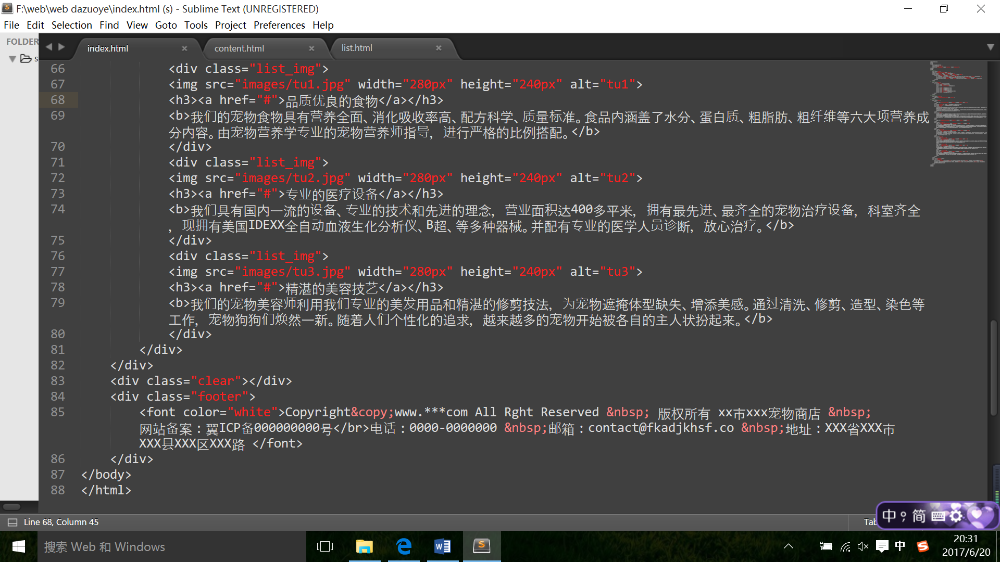 F:\web\web dazuoye\index.html (s) - Sublime Text (UNREGISTERED)
File Edit Selection Find View Goto Tools Project Preferences Help
FOLDER
s
index.html
content.html
list.html
66 <div class="list_img">
67 <img src="images/tu1.jpg" width="280px" height="240px" alt="tu1">
68 <h3><a href="#">品质优良的食物</a></h3>
69 <b>我们的宠物食物具有营养全面、消化吸收率高、配方科学、质量标准。食品内涵盖了水分、蛋白质、粗脂肪、粗纤维等六大项营养成
分内容。由宠物营养学专业的宠物营养师指导，进行严格的比例搭配。</b>
70 </div>
71 <div class="list_img">
72 <img src="images/tu2.jpg" width="280px" height="240px" alt="tu2">
73 <h3><a href="#">专业的医疗设备</a></h3>
74 <b>我们具有国内一流的设备、专业的技术和先进的理念，营业面积达400多平米，拥有最先进、最齐全的宠物治疗设备，科室齐全
，现拥有美国IDEXX全自动血液生化分析仪、B超、等多种器械。并配有专业的医学人员诊断，放心治疗。</b>
75 </div>
76 <div class="list_img">
77 <img src="images/tu3.jpg" width="280px" height="240px" alt="tu3">
78 <h3><a href="#">精湛的美容技艺</a></h3>
79 <b>我们的宠物美容师利用我们专业的美发用品和精湛的修剪技法，为宠物遮掩体型缺失、增添美感。通过清洗、修剪、造型、染色等
工作，宠物狗狗们焕然一新。随着人们个性化的追求，越来越多的宠物开始被各自的主人状扮起来。</b>
80 </div>
81 </div>
82 </div>
83 <div class="clear"></div>
84 <div class="footer">
85 <font color="white">Copyright&copy;www.***com All Rght Reserved &nbsp; 版权所有 xx市xxx宠物商店 &nbsp;
网站备案：翼ICP备000000000号</br>电话：0000-0000000 &nbsp;邮箱：contact@fkadjkhsf.co &nbsp;地址：XXX省XXX市
XXX县XXX区XXX路 </font>
86 </div>
87 </body>
88 </html>
Line 68, Column 45
Tab
中 简
搜索 Web 和 Windows
中
20:31
2017/6/20